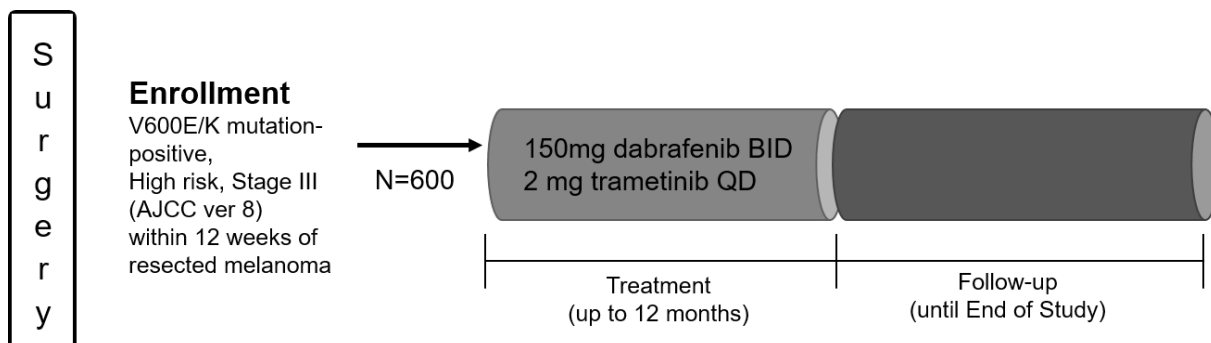 Surgery
Enrollment
V600E/K mutation-
positive,
High risk, Stage III
(AJCC ver 8)
within 12 weeks of
resected melanoma
N=600
150mg dabrafenib BID
2 mg trametinib QD
Treatment
(up to 12 months)
Follow-up
(until End of Study)